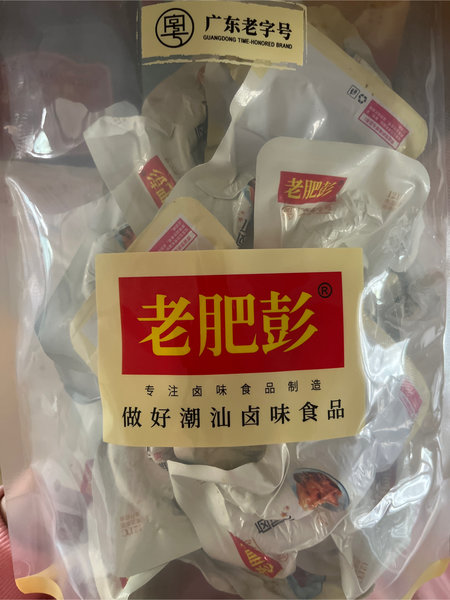 广东老字号
GUANGDONG TIME-HONORED BRAND
老肥彭
老肥彭®
专注卤味食品制造
做好潮汕卤味食品